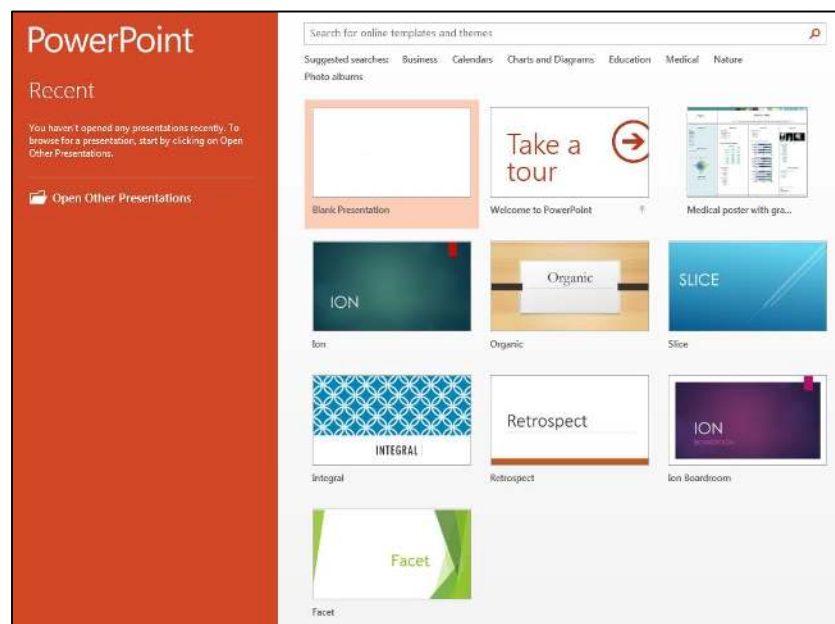 PowerPoint
Recent
You haven't opened any presentations recently. To
browse for a presentation, start by clicking on Open
Other Presentations.
Open Other Presentations
Search for online templates and themes
Suggested searches: Business Calendars Charts and Diagrams Education Medical Nature
Photo albums
Take a
tour
Blank Presentation
Welcome to PowerPoint
Medical poster with gra...
ION
Organic
SLICE
Ion
Organic
Slice
INTEGRAL
Retrospect
ION
Integral
Retrospect
Ion Boardroom
Facet
Facet